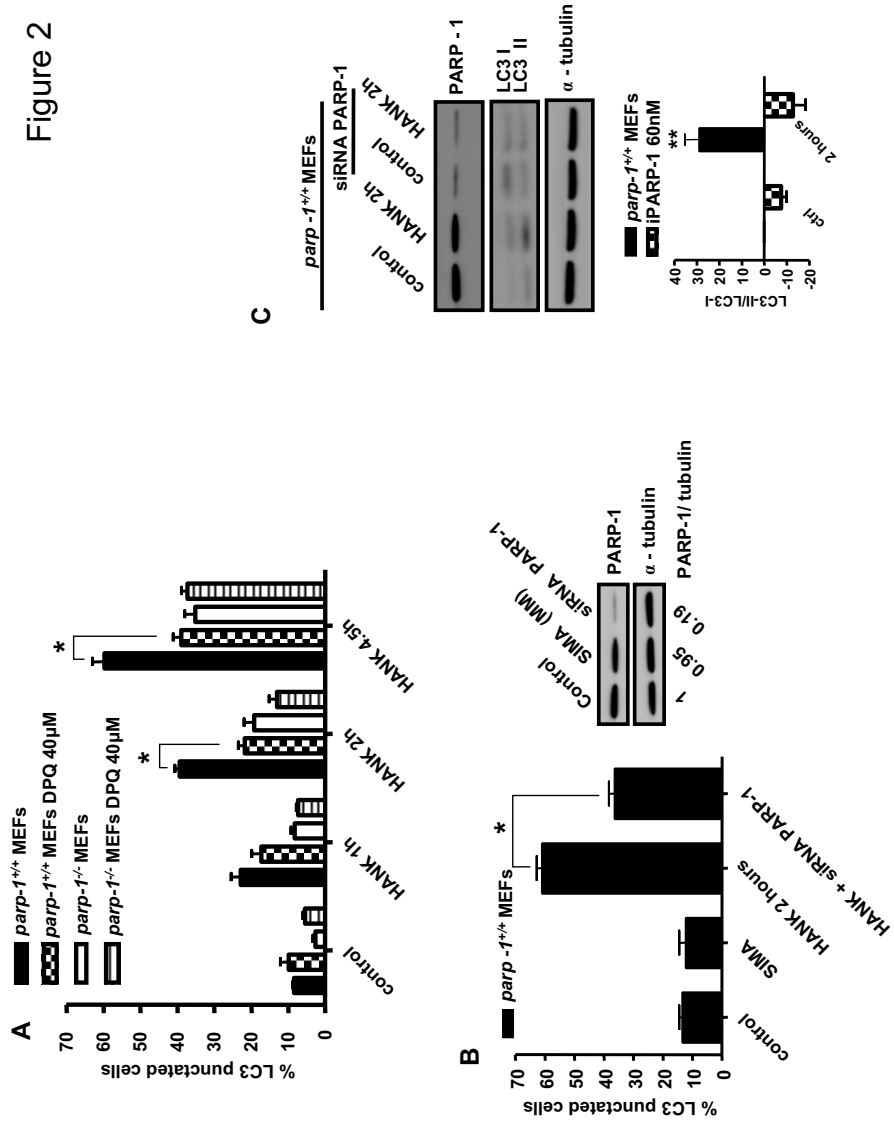 Figure 2
A
parp-1+/+ MEFs
parp-1+/+ MEFs DPQ 40µM
parp-1-/- MEFs
parp-1-/- MEFs DPQ 40µM
% LC3 punctated cells
70
60
50
40
30
20
10
0
*
*
control
HANK 1h
HANK 2h
HANK 4,5h
B
parp -1+/+ MEFs
% LC3 punctated cells
70
60
50
40
30
20
10
0
*
control
SIMA
HANK 2 hours
HANK + siRNA PARP-1
Control
SIMA (MM)
siRNA PARP-1
PARP-1
α - tubulin
1 0.95 0.19 PARP-1/ tubulin
C
parp -1+/+ MEFs
siRNA PARP-1
control HANK 2h control HANK 2h
PARP - 1
LC3 I
LC3 II
α - tubulin
parp-1+/+ MEFs
iPARP-1 60nM
LC3-II/LC3-I
40
30
20
10
0
-10
-20
**
ctrl
2 hours